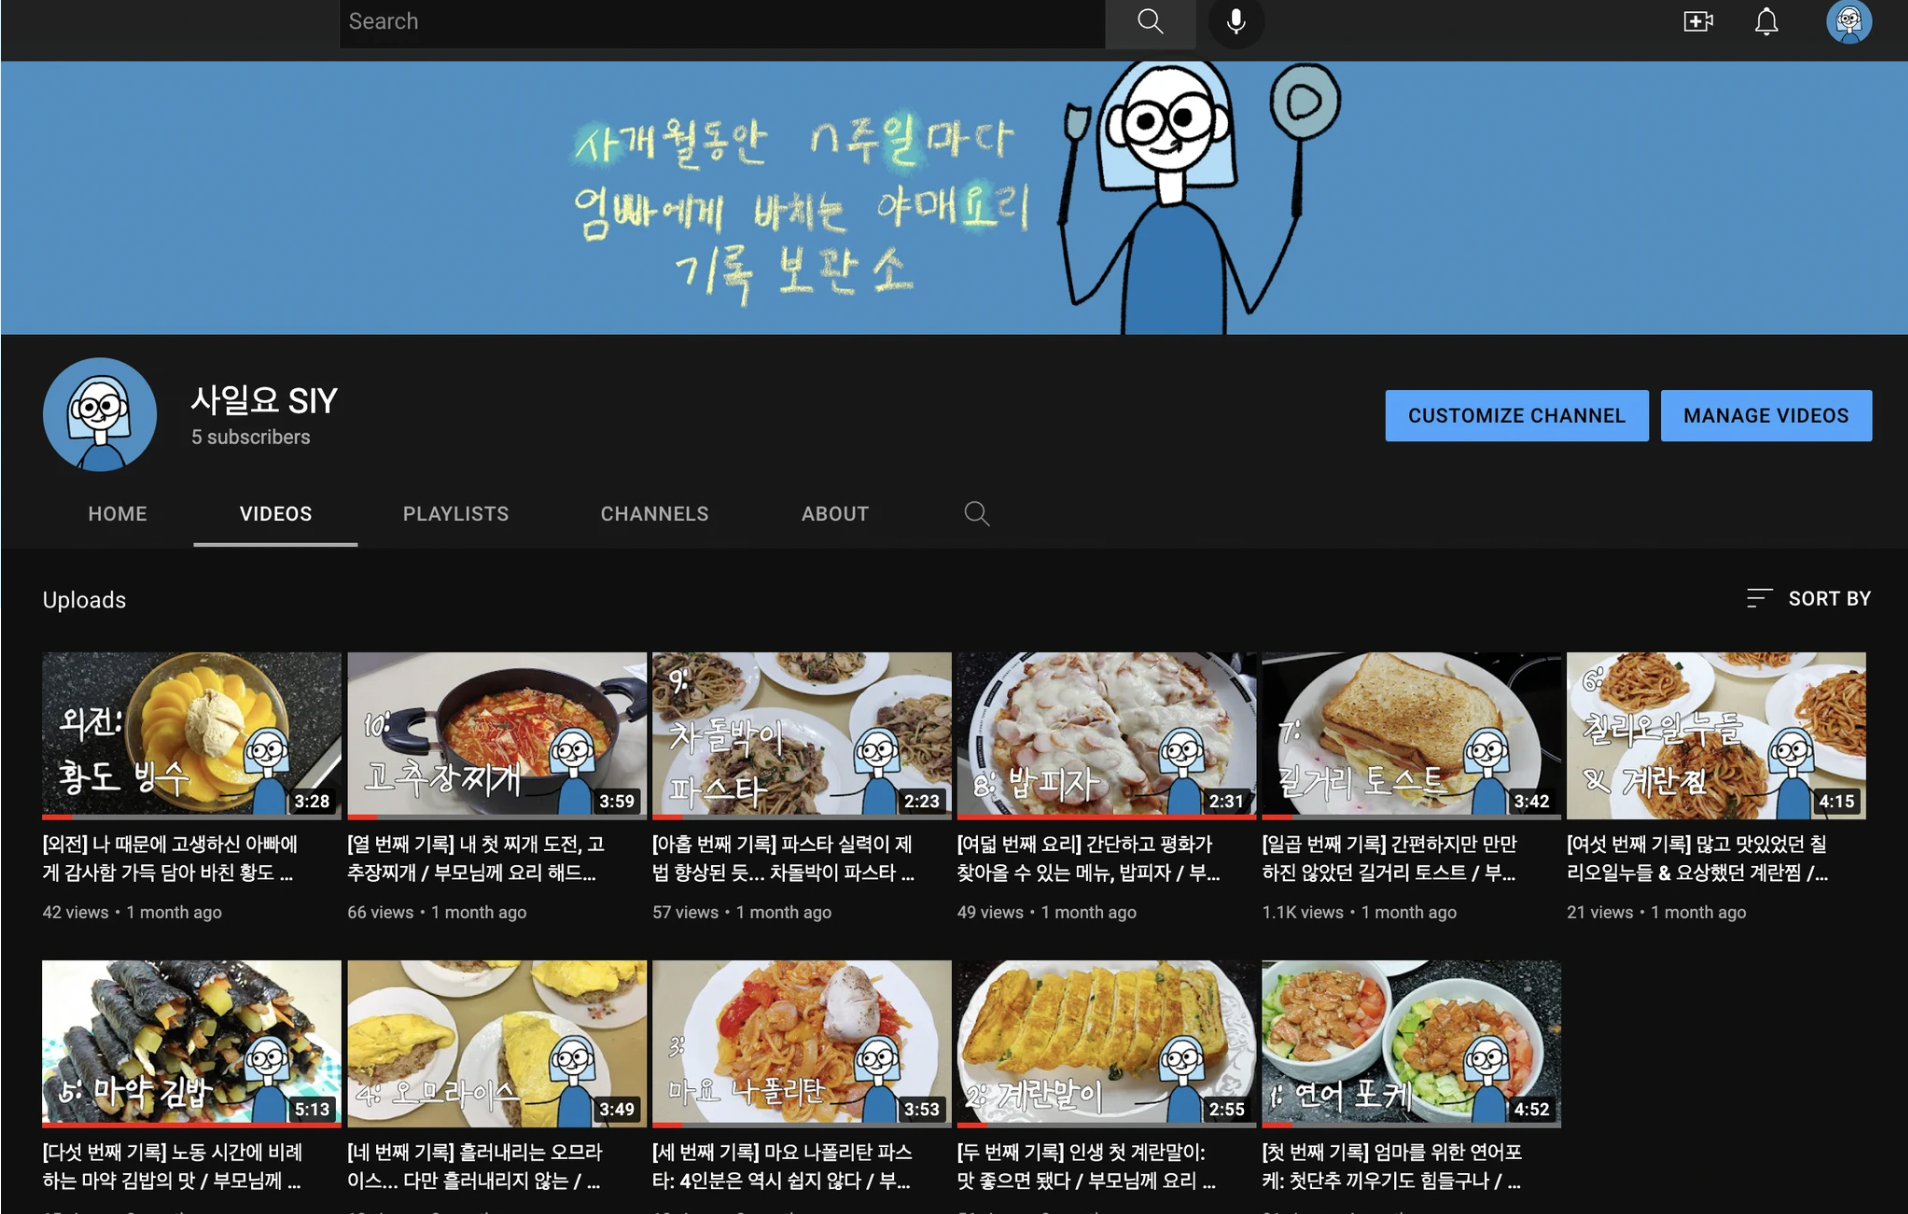 Search
사개월동안 n주일마다
엄빠에게 바치는 야매요리
기록 보관소
사일요 SIY
5 subscribers
CUSTOMIZE CHANNEL
MANAGE VIDEOS
HOME
VIDEOS
PLAYLISTS
CHANNELS
ABOUT
Uploads
SORT BY
외전:
황도 빙수
3:28
[외전] 나 때문에 고생하신 아빠에
게 감사함 가득 담아 바친 황도 ...
42 views • 1 month ago
10:
고추장찌개
3:59
[열 번째 기록] 내 첫 찌개 도전, 고
추장찌개 / 부모님께 요리 해드...
66 views • 1 month ago
9:
차돌박이
파스타
2:23
[아홉 번째 기록] 파스타 실력이 제
법 향상된 듯... 차돌박이 파스타 ...
57 views • 1 month ago
8: 밥피자
2:31
[여덟 번째 요리] 간단하고 평화가
찾아올 수 있는 메뉴, 밥피자 / 부...
49 views • 1 month ago
7:
길거리 토스트
3:42
[일곱 번째 기록] 간편하지만 만만
하진 않았던 길거리 토스트 / 부...
1.1K views • 1 month ago
6:
칠리오일누들
& 계란찜
4:15
[여섯 번째 기록] 많고 맛있었던 칠
리오일누들 & 요상했던 계란찜 /...
21 views • 1 month ago
5: 마약 김밥
5:13
[다섯 번째 기록] 노동 시간에 비례
하는 마약 김밥의 맛 / 부모님께 ...
4: 오므라이스
3:49
[네 번째 기록] 흘러내리는 오므라
이스... 다만 흘러내리지 않는 / ...
3:
마요 나폴리탄
3:53
[세 번째 기록] 마요 나폴리탄 파스
타: 4인분은 역시 쉽지 않다 / 부...
2: 계란말이
2:55
[두 번째 기록] 인생 첫 계란말이:
맛 좋으면 됐다 / 부모님께 요리 ...
1: 연어 포케
4:52
[첫 번째 기록] 엄마를 위한 연어포
케: 첫단추 끼우기도 힘들구나 / ...